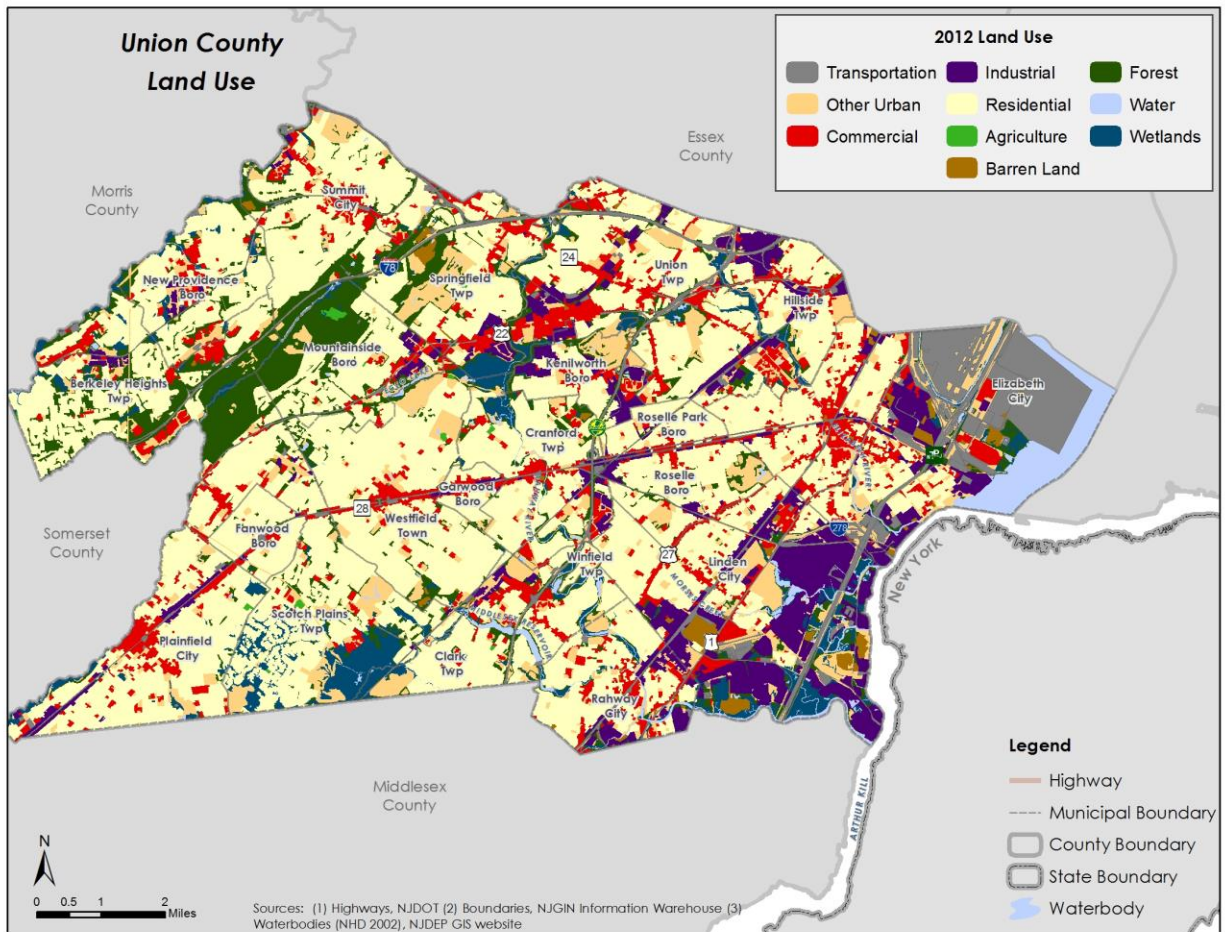 Union County
Land Use
2012 Land Use
Transportation
Industrial
Forest
Other Urban
Residential
Water
Commercial
Agriculture
Wetlands
Barren Land
Essex
County
Morris
County
Summit
City
78
24
Union
Twp
New Providence
Boro
Springfield
Twp
Hillside
Twp
22
Mountainside
Boro
Kenilworth
Boro
Berkeley Heights
Twp
Elizabeth
City
Roselle Park
Boro
Cranford
Twp
Roselle
Boro
Garwood
Boro
28
Westfield
Town
Fanwood
Boro
278
Somerset
County
27
Winfield
Twp
Linden
City
New York
Scotch Plains
Twp
MIDDLESEX RESERVOIR
Plainfield
City
Clark
Twp
1
Rahway
City
Middlesex
County
ARTHUR KILL
Legend
Highway
Municipal Boundary
County Boundary
State Boundary
Waterbody
N
0 0.5 1 2
Miles
Sources: (1) Highways, NJDOT (2) Boundaries, NJGIN Information Warehouse (3)
Waterbodies (NHD 2002), NJDEP GIS website